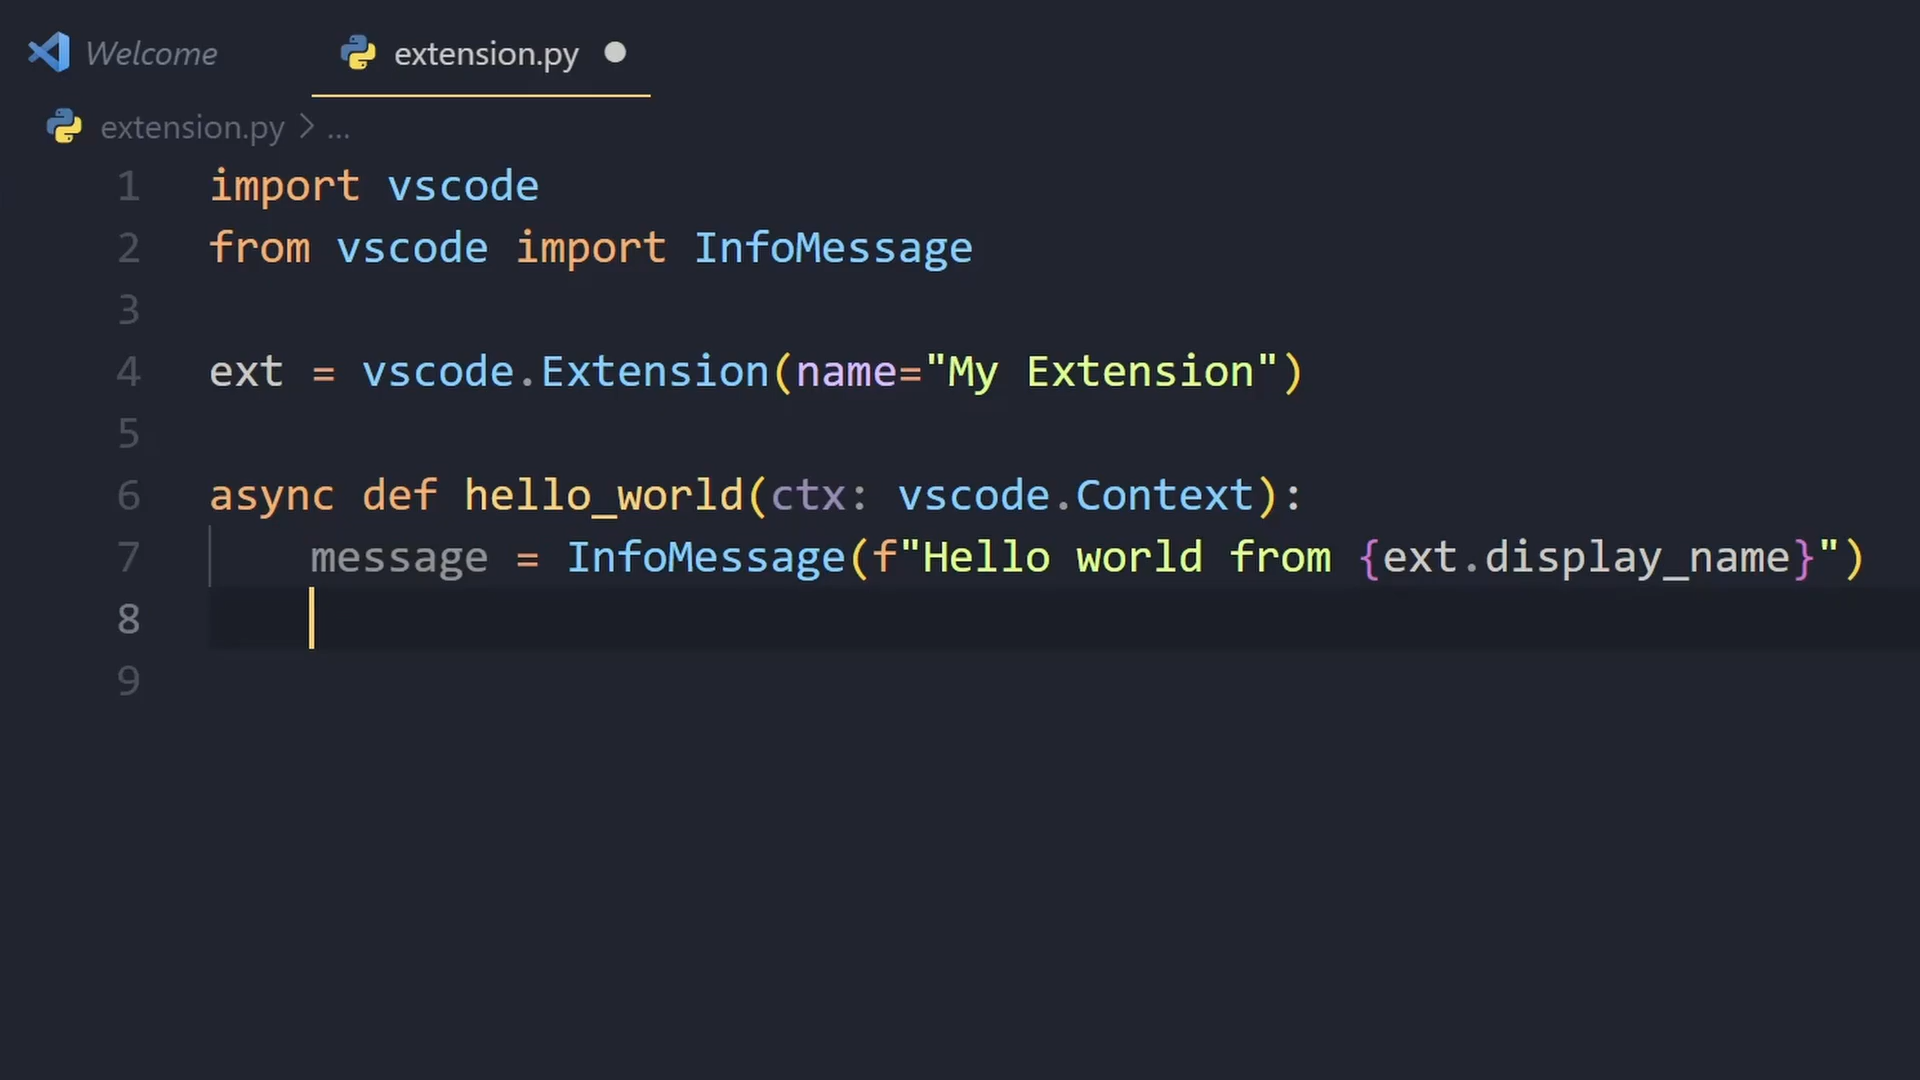 Welcome
extension.py
extension.py > ...
1 import vscode
2 from vscode import InfoMessage
3
4 ext = vscode.Extension(name="My Extension")
5
6 async def hello_world(ctx: vscode.Context):
7     message = InfoMessage(f"Hello world from {ext.display_name}")
8
9